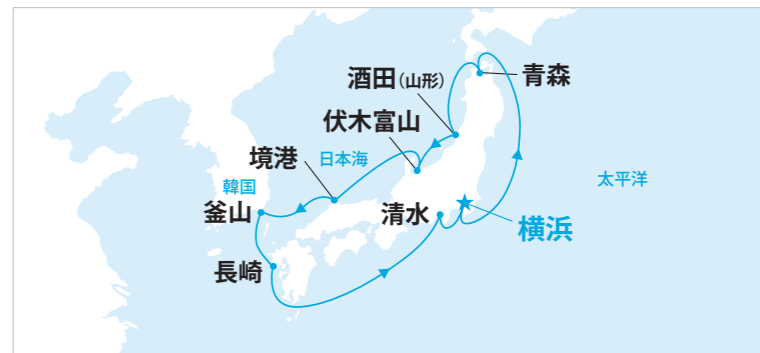 酒田(山形)
青森
伏木富山
境港
日本海
韓国
太平洋
釜山
清水
横浜
長崎